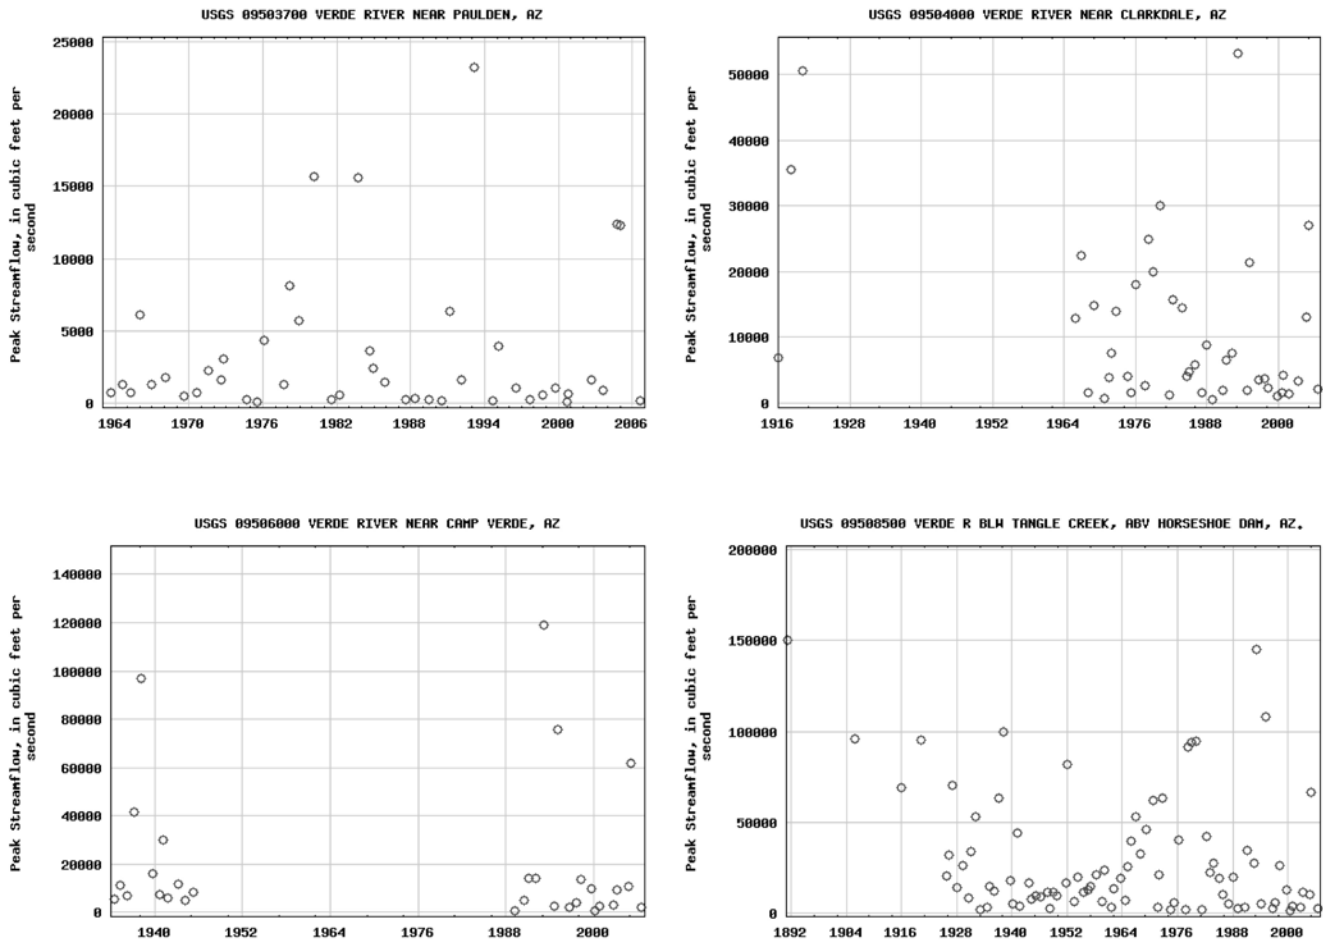 USGS 09503700 VERDE RIVER NEAR PAULDEN, AZ
Peak Streamflow, in cubic feet per
second
25000
20000
15000
10000
5000
0
1964 1970 1976 1982 1988 1994 2000 2006
USGS 09504000 VERDE RIVER NEAR CLARKDALE, AZ
Peak Streamflow, in cubic feet per
second
50000
40000
30000
20000
10000
0
1916 1928 1940 1952 1964 1976 1988 2000
USGS 09506000 VERDE RIVER NEAR CAMP VERDE, AZ
Peak Streamflow, in cubic feet per
second
140000
120000
100000
80000
60000
40000
20000
0
1940 1952 1964 1976 1988 2000
USGS 09508500 VERDE R BLW TANGLE CREEK, ABV HORSESHOE DAM, AZ.
Peak Streamflow, in cubic feet per
second
200000
150000
100000
50000
0
1892 1904 1916 1928 1940 1952 1964 1976 1988 2000